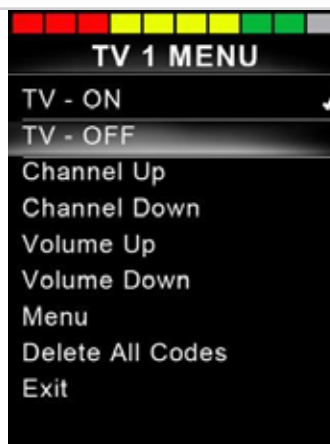 TV 1 MENU
TV - ON
TV - OFF
Channel Up
Channel Down
Volume Up
Volume Down
Menu
Delete All Codes
Exit